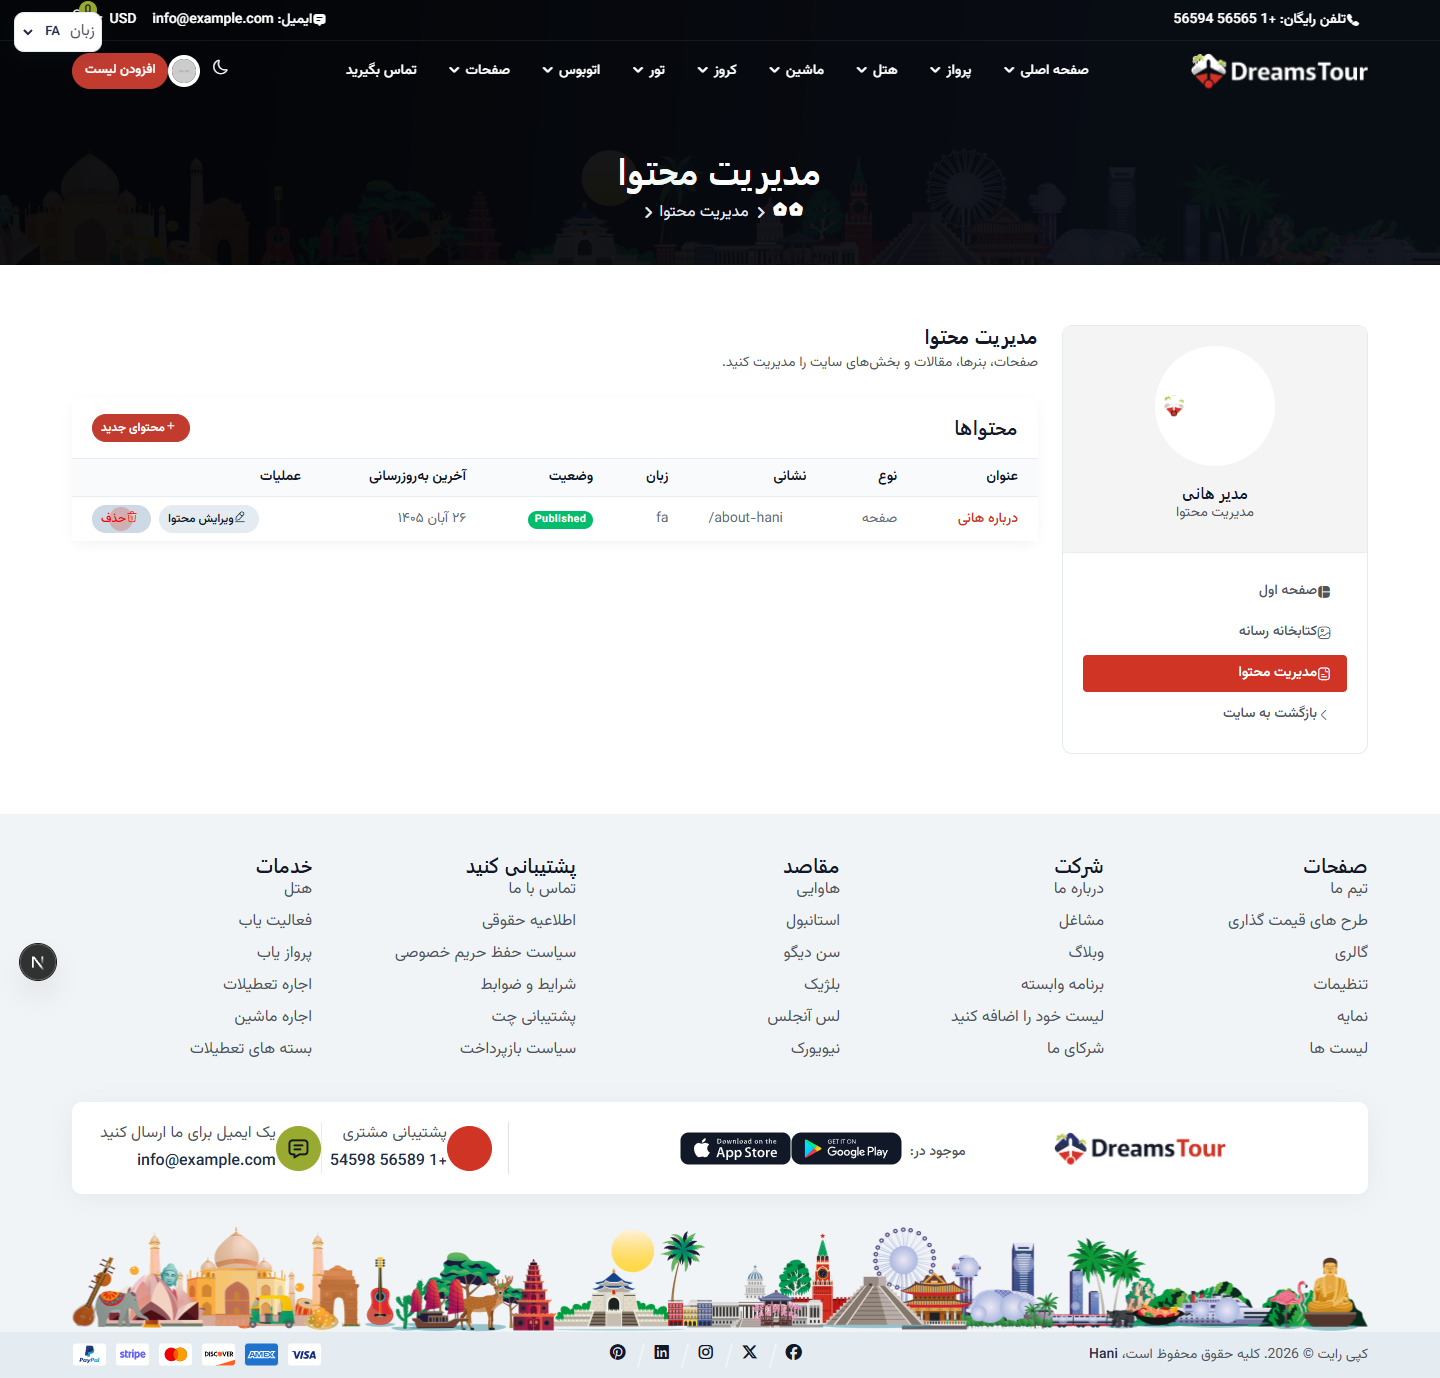 تلفن رایگان: +1 56565 56594
ایمیل: info@example.com
USD
0
زبان FA
DreamsTour
صفحه اصلی
پرواز
هتل
ماشین
کروز
تور
اتوبوس
صفحات
تماس بگیرید
افزودن لیست
مدیریت محتوا
مدیریت محتوا
مدیر هانی
مدیریت محتوا
صفحه اول
کتابخانه رسانه
مدیریت محتوا
بازگشت به سایت
مدیریت محتوا
صفحات، بنرها، مقالات و بخش‌های سایت را مدیریت کنید.
محتواها
محتوای جدید
عنوان نوع نشانی زبان وضعیت آخرین به‌روزرسانی عملیات
درباره هانی صفحه /about-hani fa Published ۲۶ آبان ۱۴۰۵ ویرایش محتوا حذف
صفحات
تیم ما
طرح های قیمت گذاری
گالری
تنظیمات
نمایه
لیست ها
شرکت
درباره ما
مشاغل
وبلاگ
برنامه وابسته
لیست خود را اضافه کنید
شرکای ما
مقاصد
هاوایی
استانبول
سن دیگو
بلژیک
لس آنجلس
نیویورک
پشتیبانی کنید
تماس با ما
اطلاعیه حقوقی
سیاست حفظ حریم خصوصی
شرایط و ضوابط
پشتیبانی چت
سیاست بازپرداخت
خدمات
هتل
فعالیت یاب
پرواز یاب
اجاره تعطیلات
اجاره ماشین
بسته های تعطیلات
DreamsTour
موجود در:
GET IT ON
Google Play
Download on the
App Store
پشتیبانی مشتری
+1 56589 54598
یک ایمیل برای ما ارسال کنید
info@example.com
کپی رایت © 2026. کلیه حقوق محفوظ است، Hani
VISA
AMEX
DISCOVER
stripe
PayPal